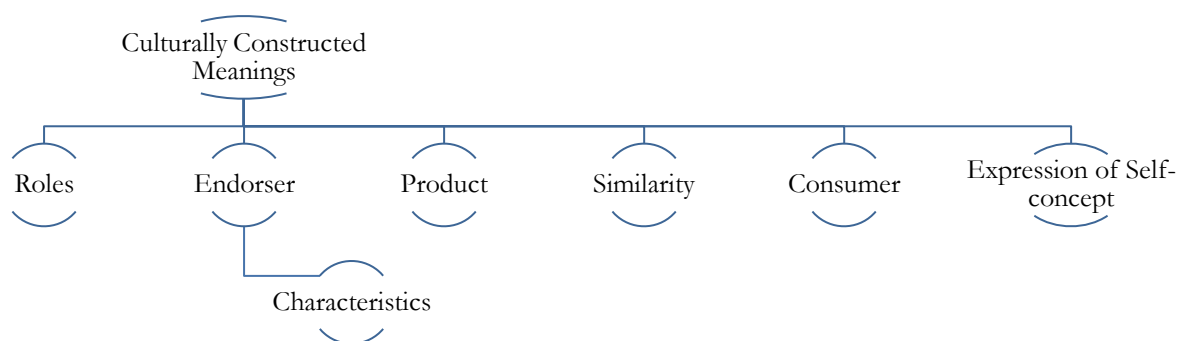 Culturally Constructed
Meanings
Roles
Endorser
Product
Similarity
Consumer
Expression of Self-
concept
Characteristics